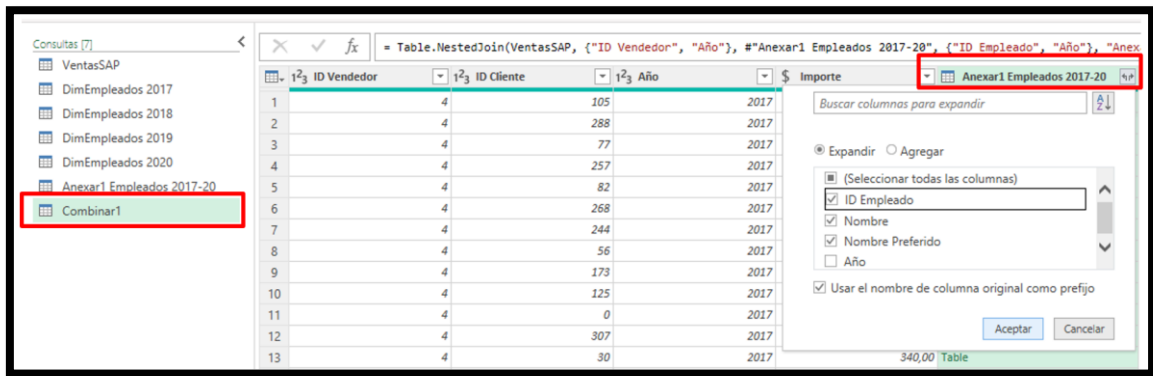 Consultas [7]
VentasSAP
DimEmpleados 2017
DimEmpleados 2018
DimEmpleados 2019
DimEmpleados 2020
Anexar1 Empleados 2017-20
Combinar1
fx = Table.NestedJoin(VentasSAP, {"ID Vendedor", "Año"}, #"Anexar1 Empleados 2017-20", {"ID Empleado", "Año"}, "Anex
1²3 ID Vendedor 1²3 ID Cliente 1²3 Año $ Importe Anexar1 Empleados 2017-20
1 4 105 2017
2 4 288 2017
3 4 77 2017
4 4 257 2017
5 4 82 2017
6 4 268 2017
7 4 244 2017
8 4 56 2017
9 4 173 2017
10 4 125 2017
11 4 0 2017
12 4 307 2017
13 4 30 2017 340,00 Table
Buscar columnas para expandir
Expandir Agregar
(Seleccionar todas las columnas)
ID Empleado
Nombre
Nombre Preferido
Año
Usar el nombre de columna original como prefijo
Aceptar Cancelar